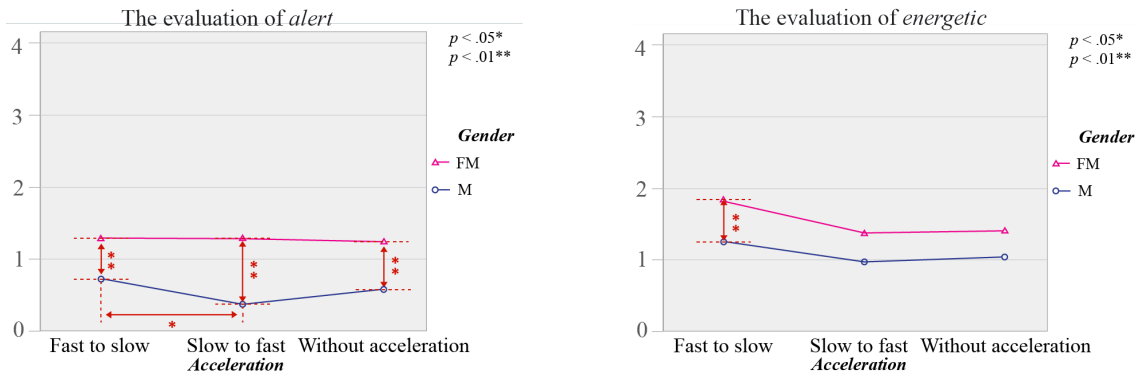 The evaluation of alert
4
3
2
1
0
p < .05*
p < .01**
Gender
FM
M
**
**
**
*
Fast to slow
Slow to fast
Without acceleration
Acceleration
The evaluation of energetic
4
3
2
1
0
p < .05*
p < .01**
Gender
FM
M
**
Fast to slow
Slow to fast
Without acceleration
Acceleration